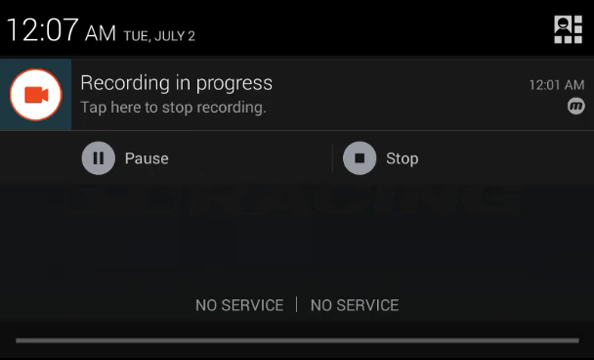 12:07 AM TUE, JULY 2
Recording in progress
12:01 AM
Tap here to stop recording.
m
Pause
Stop
RACING
NO SERVICE | NO SERVICE